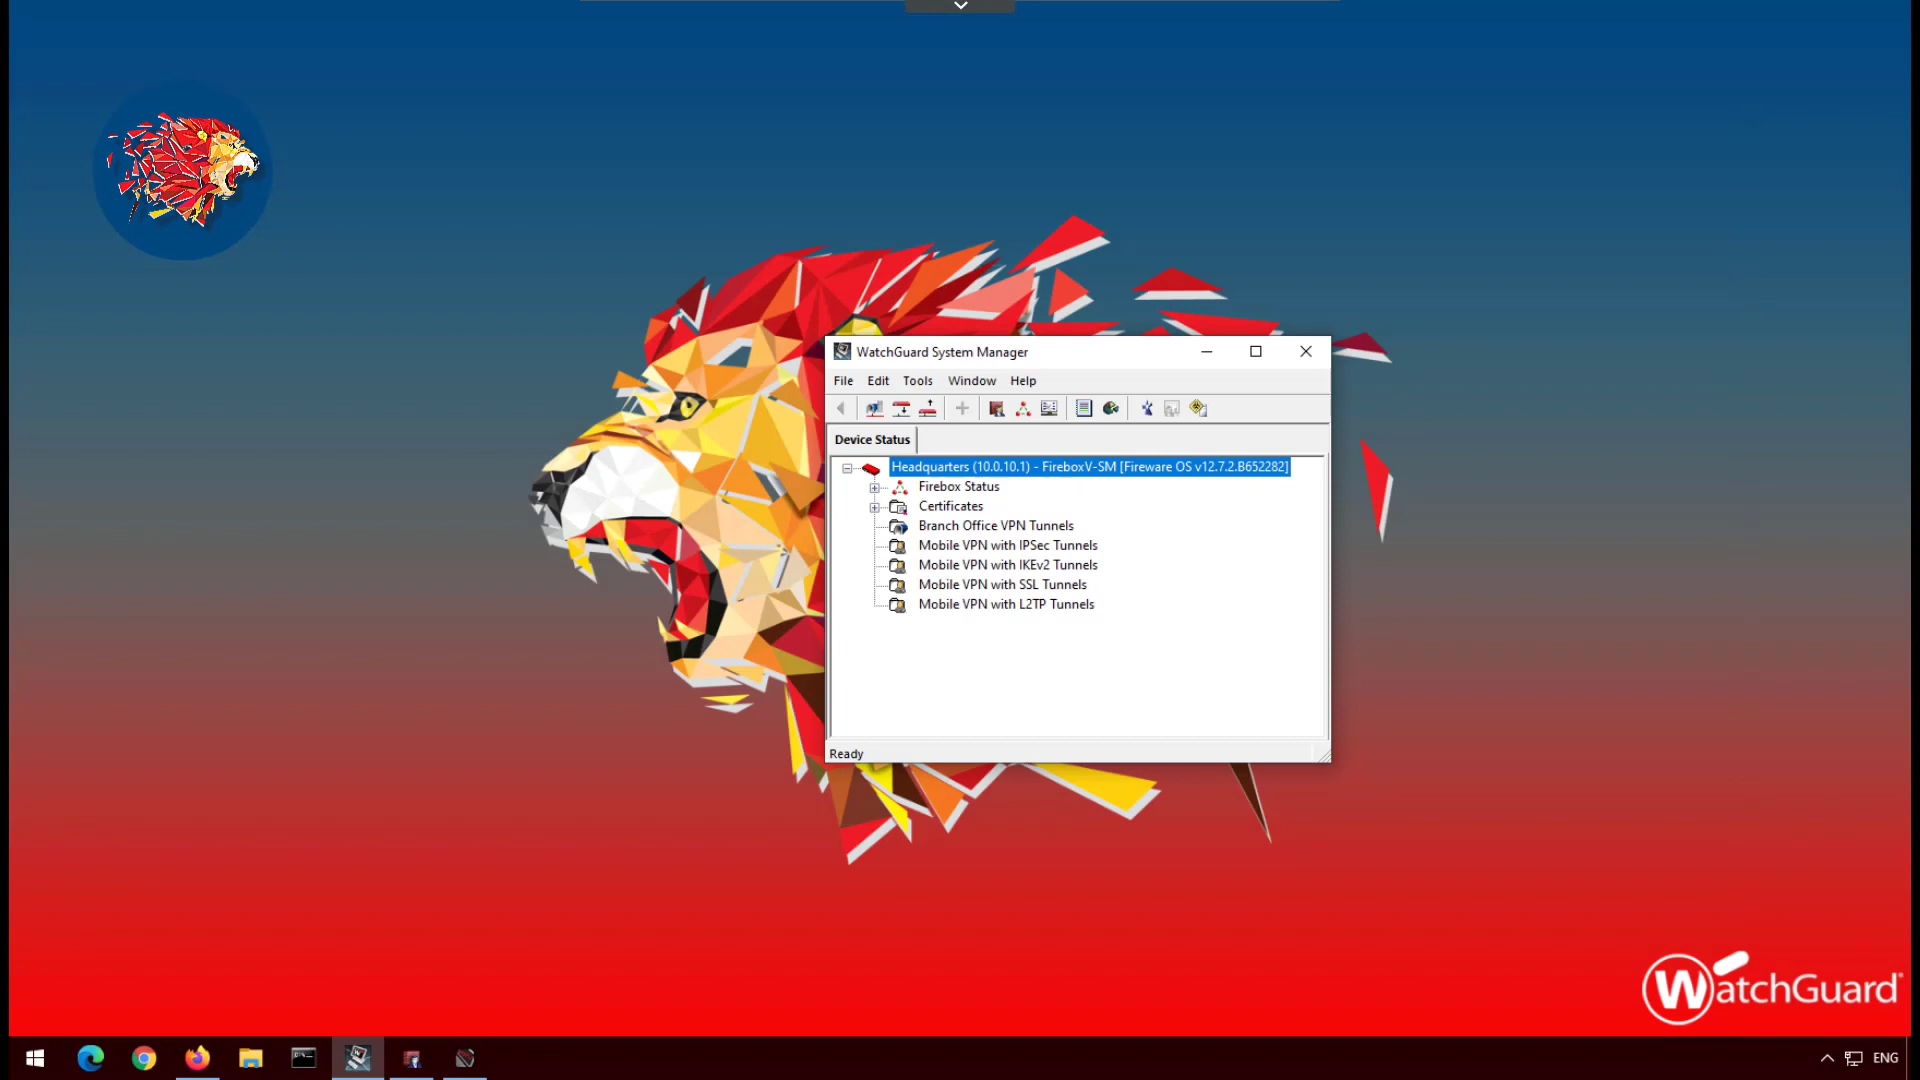 WatchGuard System Manager
File Edit Tools Window Help
Device Status
Headquarters (10.0.10.1) - FireboxV-SM [Fireware OS v12.7.2.B652282]
Firebox Status
Certificates
Branch Office VPN Tunnels
Mobile VPN with IPSec Tunnels
Mobile VPN with IKEv2 Tunnels
Mobile VPN with SSL Tunnels
Mobile VPN with L2TP Tunnels
Ready
WatchGuard
ENG